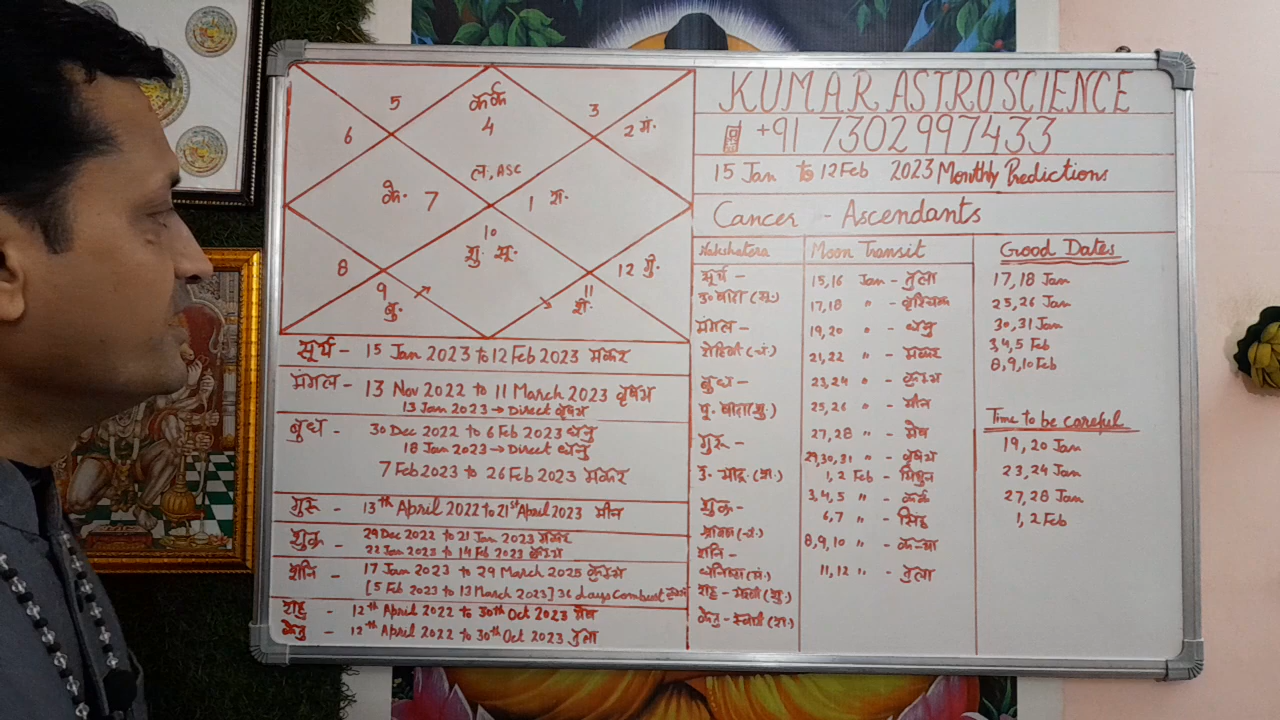 5
कर्क
4
3
6
2 मं.
ल, ASC
के. 7
1 रा.
10
शु. सू.
8
12 गु.
9
बु.
11
श.
सूर्य - 15 Jan 2023 to 12 Feb 2023 मकर
मंगल - 13 Nov 2022 to 11 March 2023 वृषभ
13 Jan 2023 → Direct वृषभ
बुध - 30 Dec 2022 to 6 Feb 2023 धनु
18 Jan 2023 → Direct धनु
7 Feb 2023 to 26 Feb 2023 मकर
गुरु - 13th April 2022 to 21st April 2023 मीन
शुक्र - 29 Dec 2022 to 21 Jan 2023 मकर
22 Jan 2023 to 14 Feb 2023 कुंभ
शनि - 17 Jan 2023 to 29 March 2025 कुंभ
[5 Feb 2023 to 13 March 2023] 36 days Combust
राहु - 12th April 2022 to 30th Oct 2023 मेष
केतु - 12th April 2022 to 30th Oct 2023 तुला
KUMAR ASTROSCIENCE
+91 7302997433
15 Jan to 12 Feb 2023 Monthly Predictions
Cancer - Ascendants
Nakshatra
सूर्य -
उ० षाढा (सू.)
मंगल -
रोहिणी (चं.)
बुध -
पू. षाढा (शु.)
गुरु -
उ. भाद्र (श.)
शुक्र -
श्रवण (चं.)
शनि -
धनिष्ठा (मं.)
राहु - भरणी (शु.)
केतु - स्वाती (रा.)
Moon Transit
15,16 Jan - तुला
17,18 " - वृश्चिक
19,20 " - धनु
21,22 " - मकर
23,24 " - कुंभ
25,26 " - मीन
27,28 " - मेष
29,30,31 " - वृषभ
1,2 Feb - मिथुन
3,4,5 " - कर्क
6,7 " - सिंह
8,9,10 " - कन्या
11,12 " - तुला
Good Dates
17,18 Jan
25,26 Jan
30,31 Jan
3,4,5 Feb
8,9,10 Feb
Time to be careful
19,20 Jan
23,24 Jan
27,28 Jan
1,2 Feb